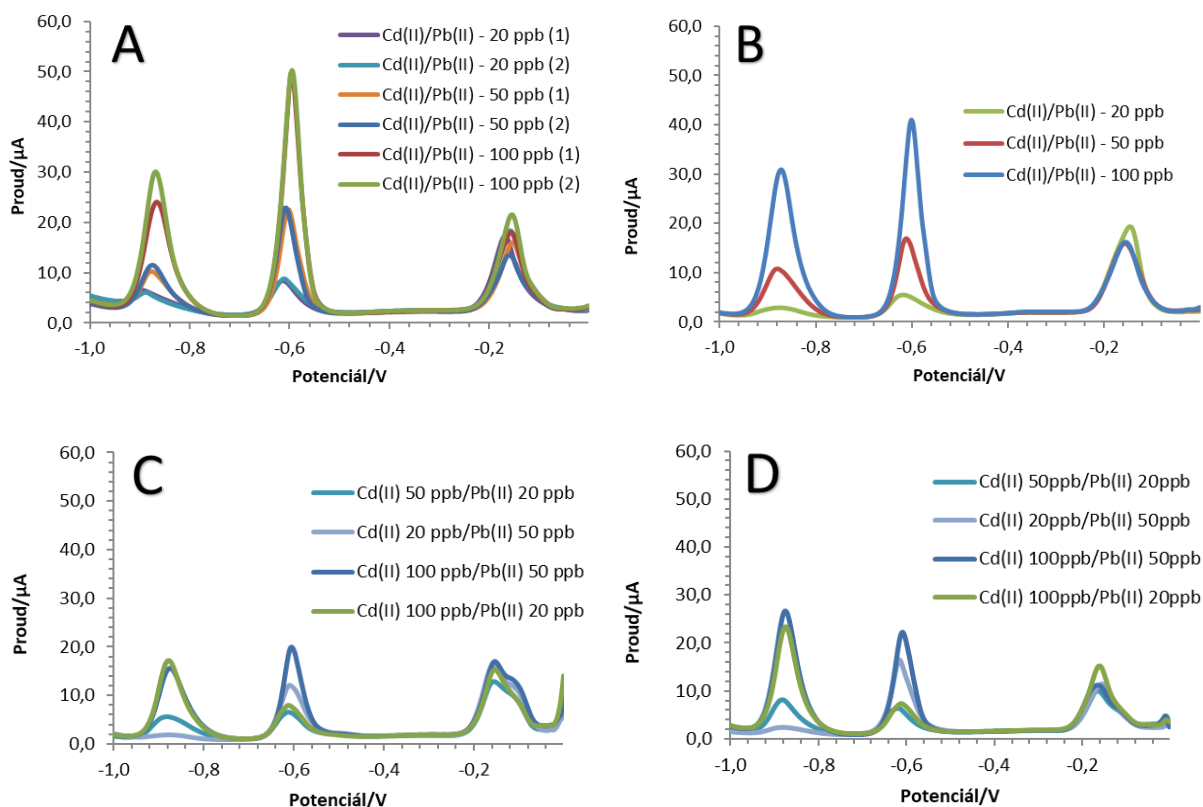 A
60,0
50,0
40,0
30,0
20,0
10,0
0,0
Proud/µA
-1,0
-0,8
-0,6
-0,4
-0,2
Potenciál/V
Cd(II)/Pb(II) - 20 ppb (1)
Cd(II)/Pb(II) - 20 ppb (2)
Cd(II)/Pb(II) - 50 ppb (1)
Cd(II)/Pb(II) - 50 ppb (2)
Cd(II)/Pb(II) - 100 ppb (1)
Cd(II)/Pb(II) - 100 ppb (2)
B
60,0
50,0
40,0
30,0
20,0
10,0
0,0
Proud/µA
-1,0
-0,8
-0,6
-0,4
-0,2
Potenciál/V
Cd(II)/Pb(II) - 20 ppb
Cd(II)/Pb(II) - 50 ppb
Cd(II)/Pb(II) - 100 ppb
C
60,0
50,0
40,0
30,0
20,0
10,0
0,0
Proud/µA
-1,0
-0,8
-0,6
-0,4
-0,2
Potenciál/V
Cd(II) 50 ppb/Pb(II) 20 ppb
Cd(II) 20 ppb/Pb(II) 50 ppb
Cd(II) 100 ppb/Pb(II) 50 ppb
Cd(II) 100 ppb/Pb(II) 20 ppb
D
60,0
50,0
40,0
30,0
20,0
10,0
0,0
Proud/µA
-1,0
-0,8
-0,6
-0,4
-0,2
Potenciál/V
Cd(II) 50ppb/Pb(II) 20ppb
Cd(II) 20ppb/Pb(II) 50ppb
Cd(II) 100ppb/Pb(II) 50ppb
Cd(II) 100ppb/Pb(II) 20ppb